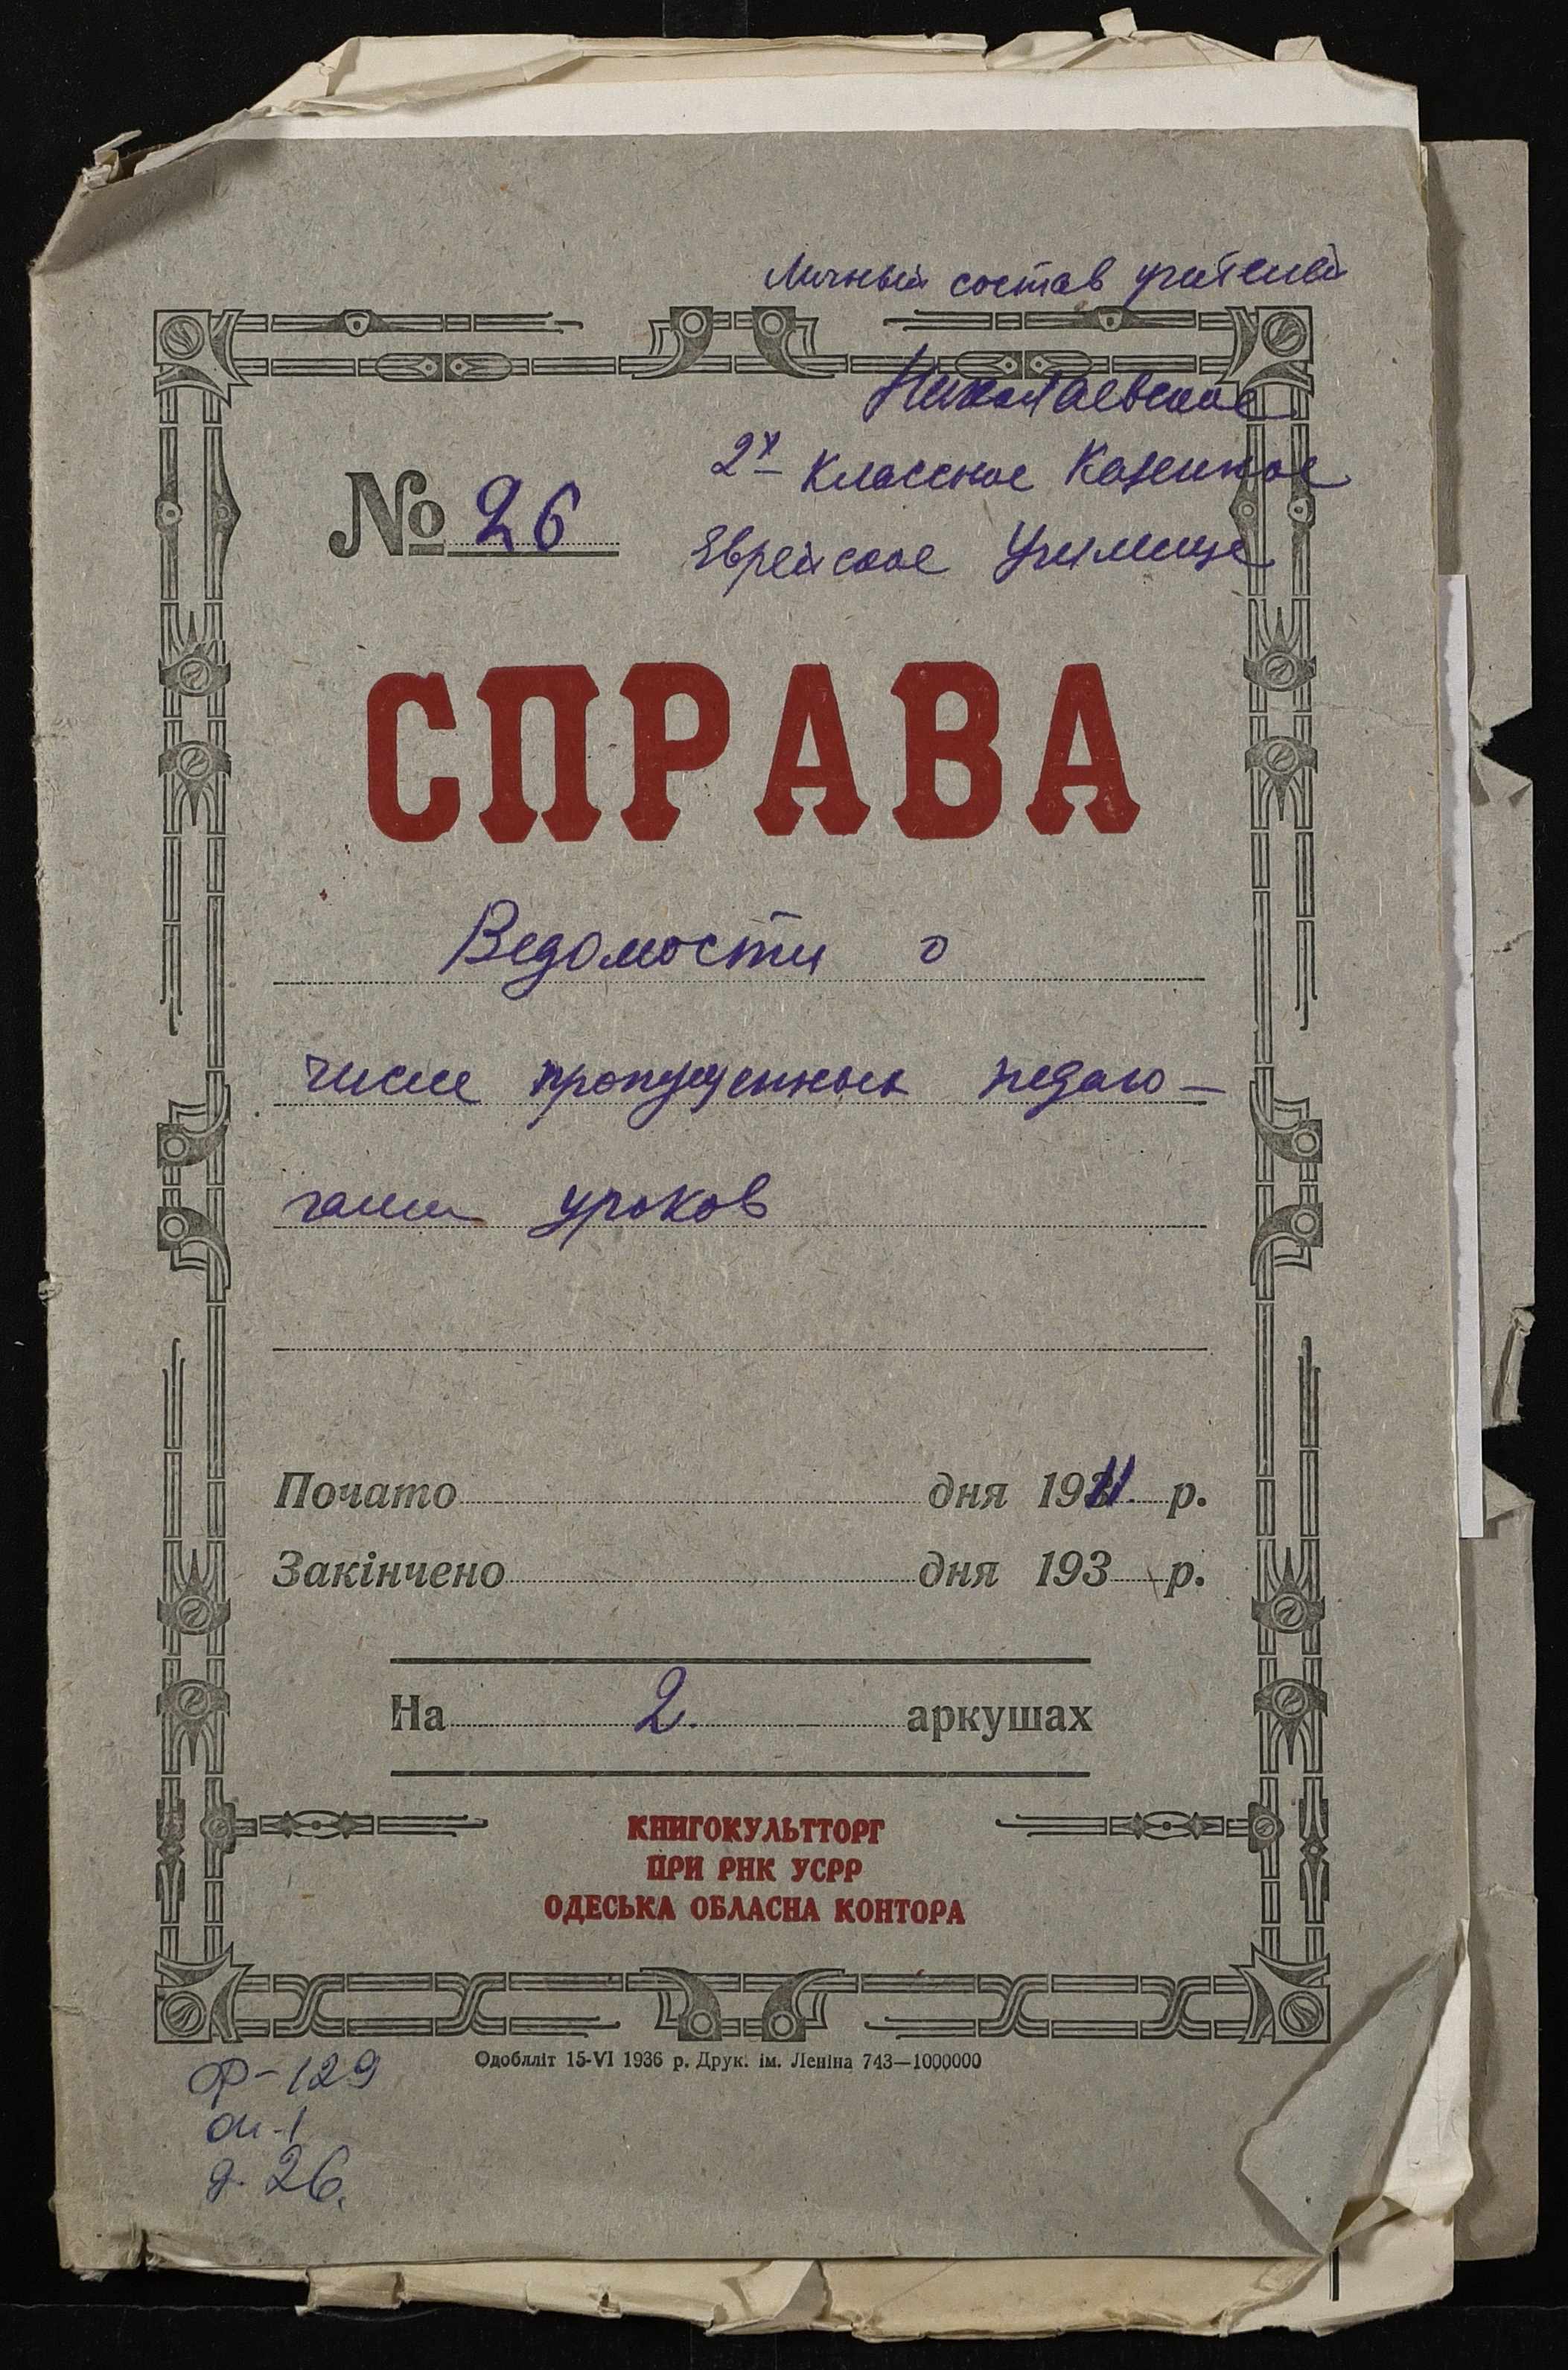 Личный состав учителей
Николаевское
2х классное Казенное
№ 26
Еврейское Училище
СПРАВА
Ведомости о
числе пропущенных педаго-
гами уроков
Почато дня 1911 р.
Закінчено дня 193 р.
На 2. аркушах
КНИГОКУЛЬТТОРГ
ПРИ РНК УСРР
ОДЕСЬКА ОБЛАСНА КОНТОРА
Одобліт 15-VI 1936 р. Друк. ім. Леніна 743—1000000
Ф-129
оп-1
д. 26.